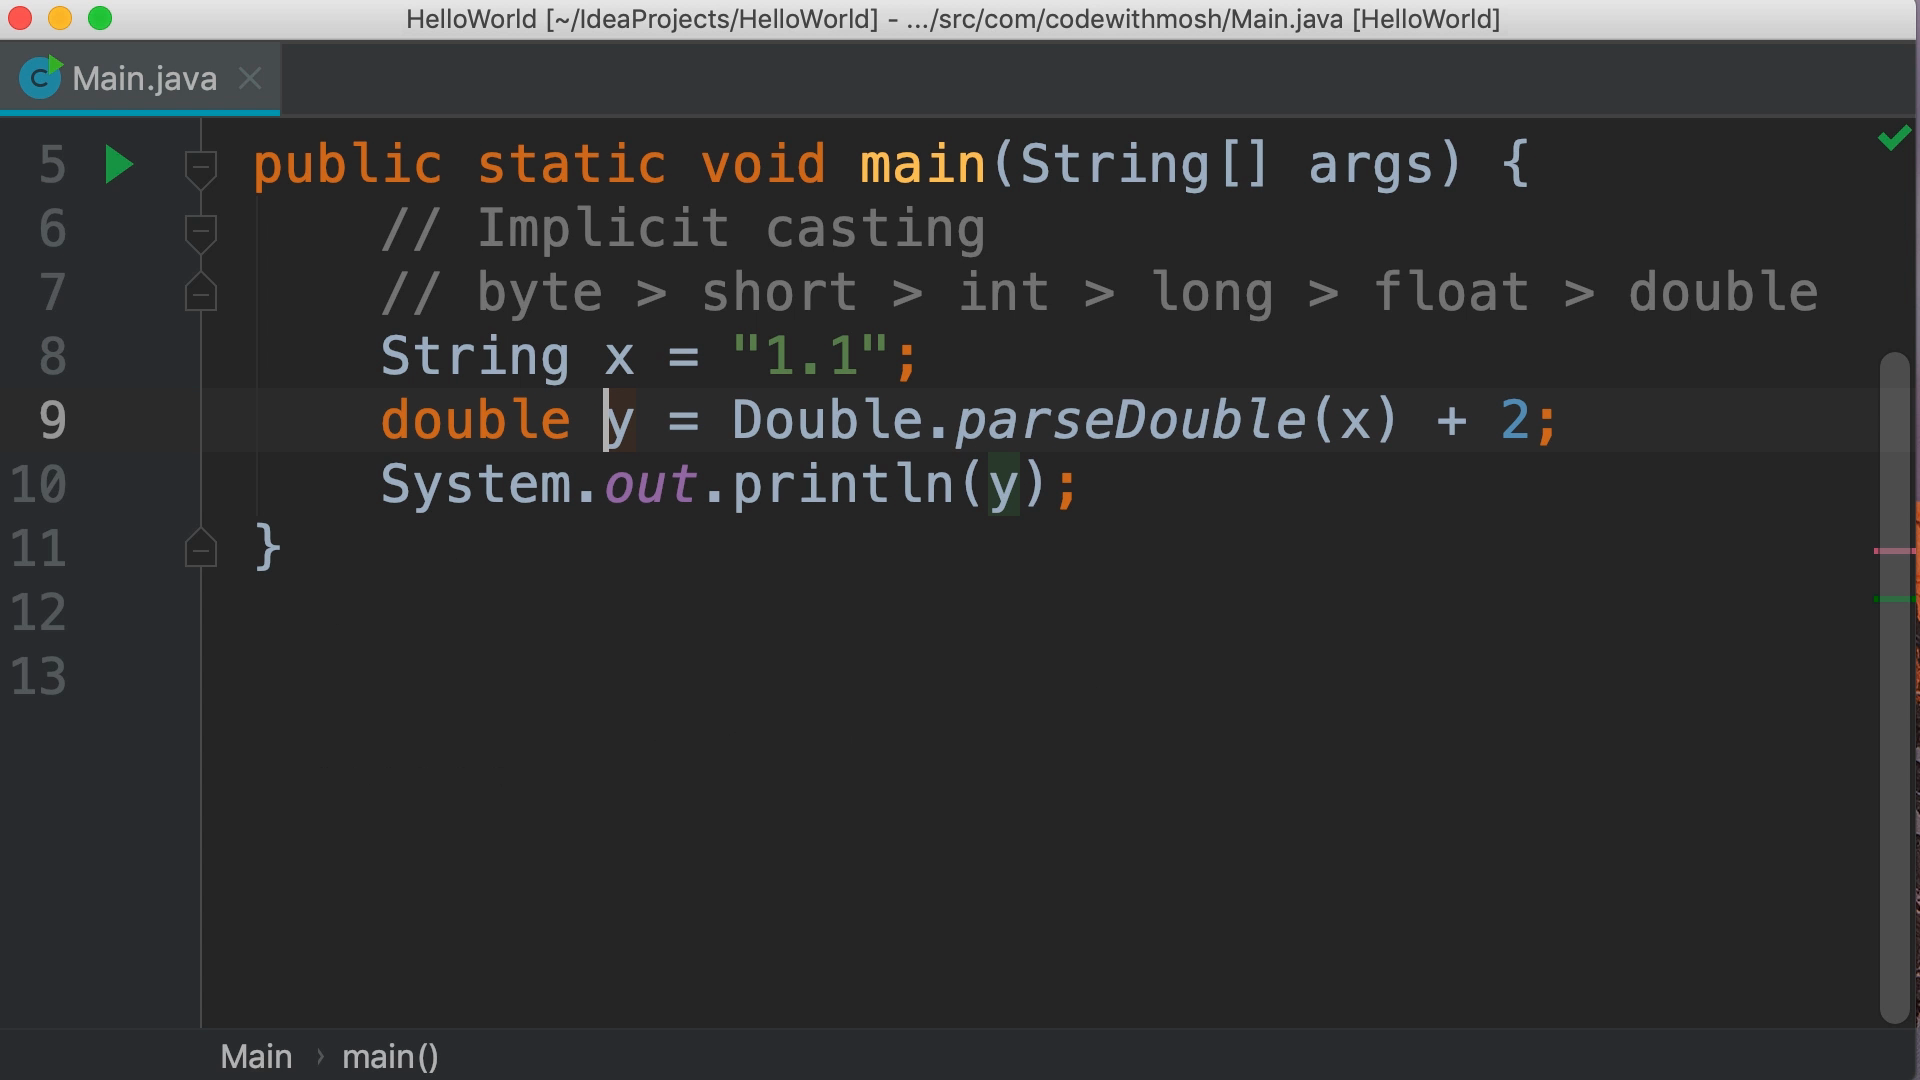 HelloWorld [~/IdeaProjects/HelloWorld] - .../src/com/codewithmosh/Main.java [HelloWorld]
C Main.java
5 public static void main(String[] args) {
6 // Implicit casting
7 // byte > short > int > long > float > double
8 String x = "1.1";
9 double y = Double.parseDouble(x) + 2;
10 System.out.println(y);
11 }
12
13
Main › main()